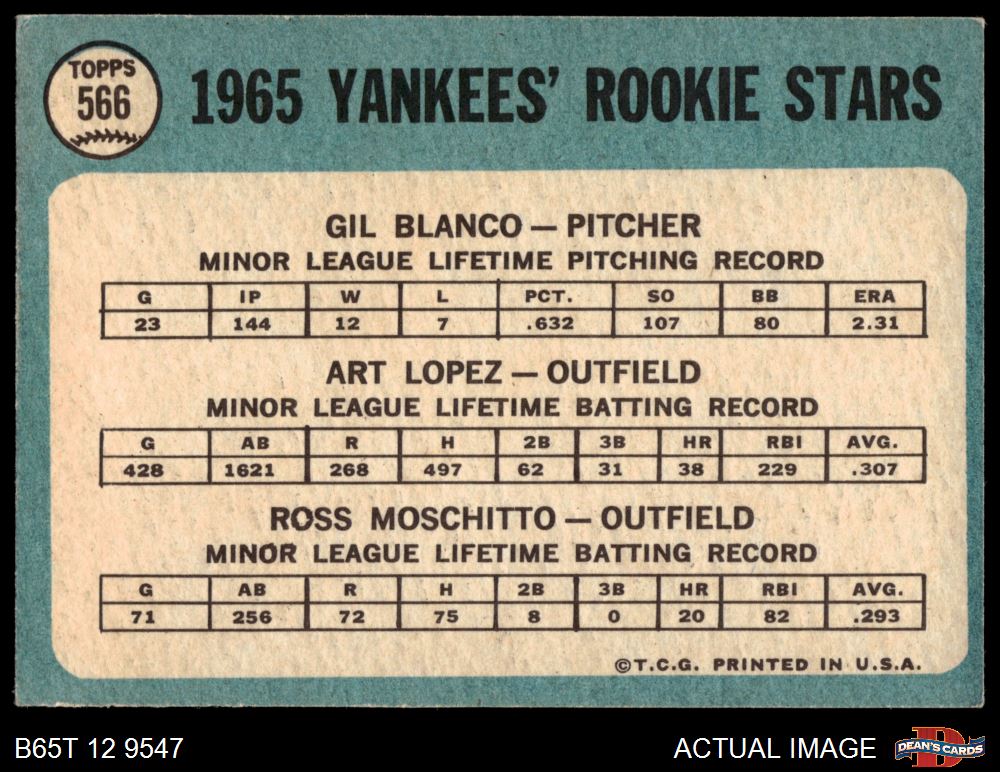 TOPPS
566
1965 YANKEES' ROOKIE STARS
GIL BLANCO — PITCHER
MINOR LEAGUE LIFETIME PITCHING RECORD
G IP W L PCT. SO BB ERA
23 144 12 7 .632 107 80 2.31
ART LOPEZ — OUTFIELD
MINOR LEAGUE LIFETIME BATTING RECORD
G AB R H 2B 3B HR RBI AVG.
428 1621 268 497 62 31 38 229 .307
ROSS MOSCHITTO — OUTFIELD
MINOR LEAGUE LIFETIME BATTING RECORD
G AB R H 2B 3B HR RBI AVG.
71 256 72 75 8 0 20 82 .293
©T.C.G. PRINTED IN U.S.A.
B65T 12 9547
ACTUAL IMAGE
D
DEAN'S CARDS